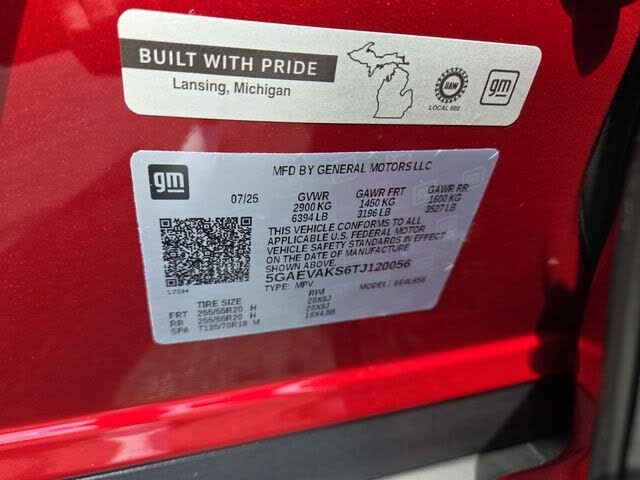 BUILT WITH PRIDE
Lansing, Michigan
UAW
LOCAL 602
gm
gm
MFD BY GENERAL MOTORS LLC
07/25 GVWR GAWR FRT GAWR RR
2900 KG 1450 KG 1600 KG
6394 LB 3196 LB 3527 LB
THIS VEHICLE CONFORMS TO ALL
APPLICABLE U.S. FEDERAL MOTOR
VEHICLE SAFETY STANDARDS IN EFFECT
ON THE DATE OF MANUFACTURE
SHOWN ABOVE.
5GAEVAKS6TJ120056
TYPE: MPV MODEL:
TIRE SIZE RIM
FRT 255/55R20 H 20X8J
RR 255/55R20 H 20X8J
SPA T135/70R18 M 18X4.5B